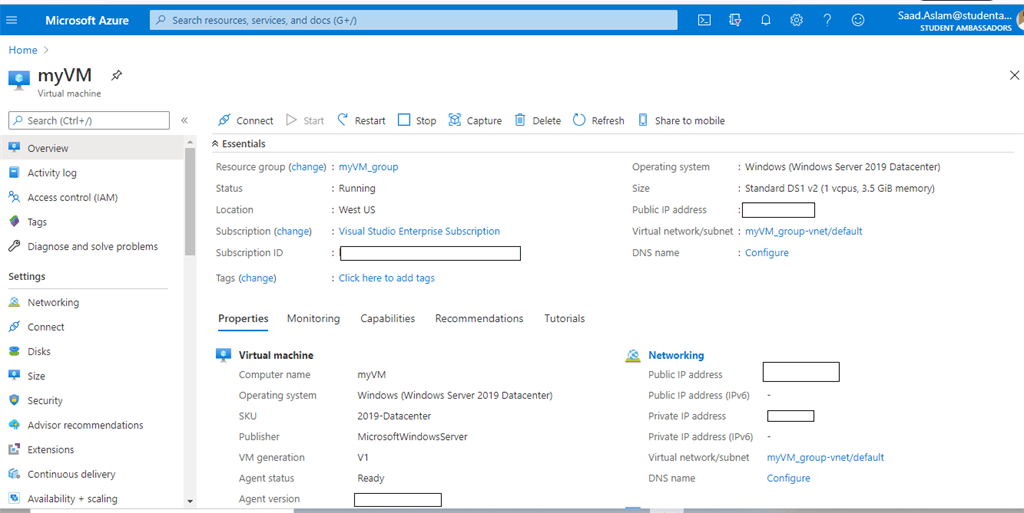 Microsoft Azure
Search resources, services, and docs (G+/)
Saad.Aslam@studenta...
STUDENT AMBASSADORS
Home >
myVM
Virtual machine
Search (Ctrl+/)
«
Connect Start Restart Stop Capture Delete Refresh Share to mobile
Overview
Activity log
Access control (IAM)
Tags
Diagnose and solve problems
Settings
Networking
Connect
Disks
Size
Security
Advisor recommendations
Extensions
Continuous delivery
Availability + scaling
Essentials
Resource group (change) : myVM_group
Status : Running
Location : West US
Subscription (change) : Visual Studio Enterprise Subscription
Subscription ID :
Tags (change) : Click here to add tags
Operating system : Windows (Windows Server 2019 Datacenter)
Size : Standard DS1 v2 (1 vcpus, 3.5 GiB memory)
Public IP address :
Virtual network/subnet : myVM_group-vnet/default
DNS name : Configure
Properties Monitoring Capabilities Recommendations Tutorials
Virtual machine
Computer name myVM
Operating system Windows (Windows Server 2019 Datacenter)
SKU 2019-Datacenter
Publisher MicrosoftWindowsServer
VM generation V1
Agent status Ready
Agent version
Networking
Public IP address
Public IP address (IPv6) -
Private IP address
Private IP address (IPv6) -
Virtual network/subnet myVM_group-vnet/default
DNS name Configure